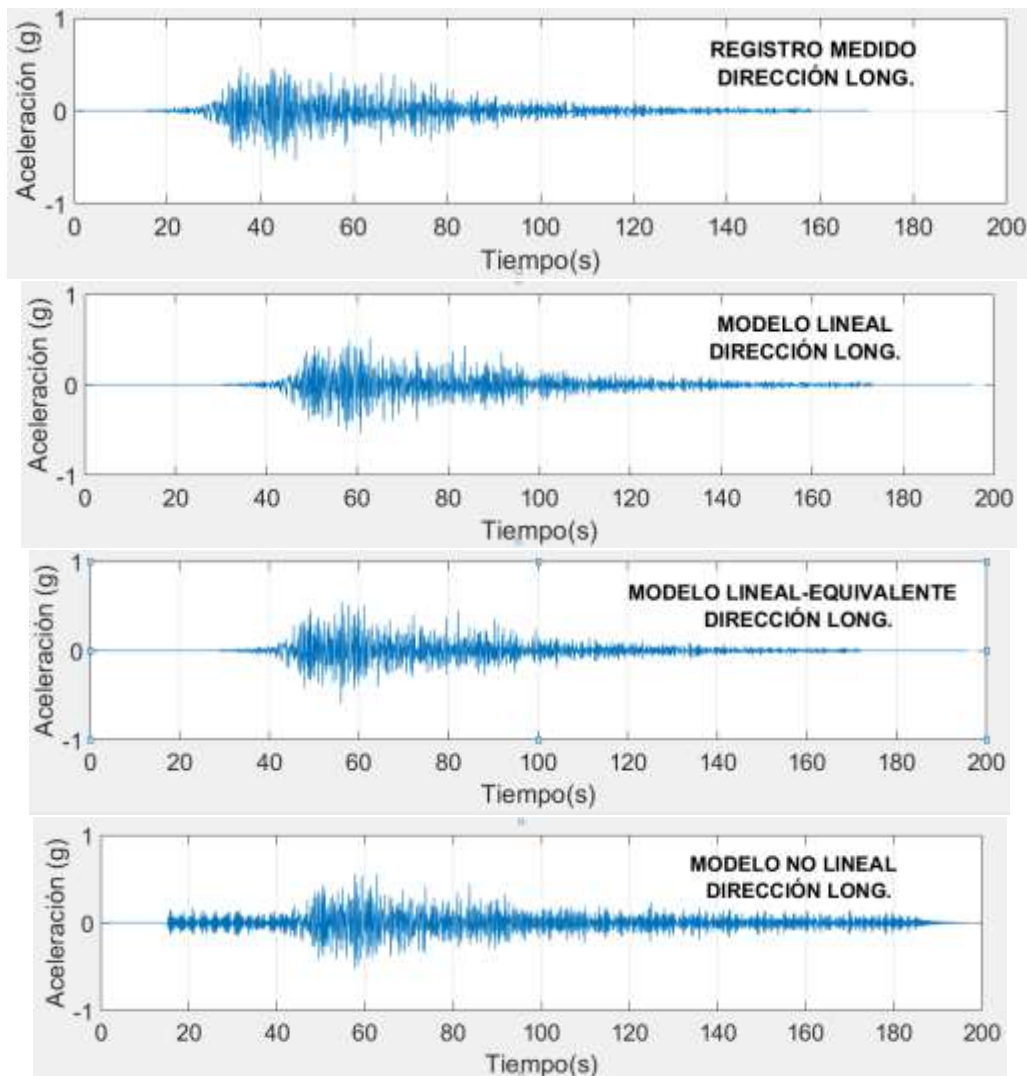 REGISTRO MEDIDO
DIRECCIÓN LONG.
Aceleración (g)
1
0
-1
0 20 40 60 80 100 120 140 160 180 200
Tiempo(s)
MODELO LINEAL
DIRECCIÓN LONG.
Aceleración (g)
1
0
-1
0 20 40 60 80 100 120 140 160 180 200
Tiempo(s)
MODELO LINEAL-EQUIVALENTE
DIRECCIÓN LONG.
Aceleración (g)
1
0
-1
0 20 40 60 80 100 120 140 160 180 200
Tiempo(s)
MODELO NO LINEAL
DIRECCIÓN LONG.
Aceleración (g)
1
0
-1
0 20 40 60 80 100 120 140 160 180 200
Tiempo(s)